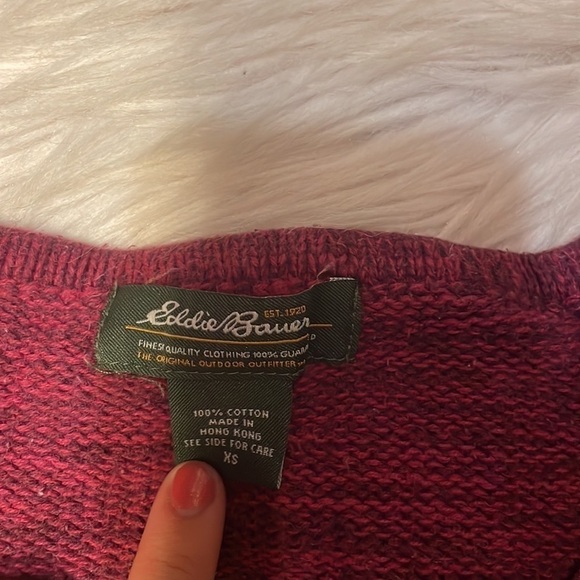 EST. 1920
Eddie Bauer
FINEST QUALITY CLOTHING 100% GUARA
THE ORIGINAL OUTDOOR OUTFITTER
100% COTTON
MADE IN
HONG KONG
SEE SIDE FOR CARE
XS